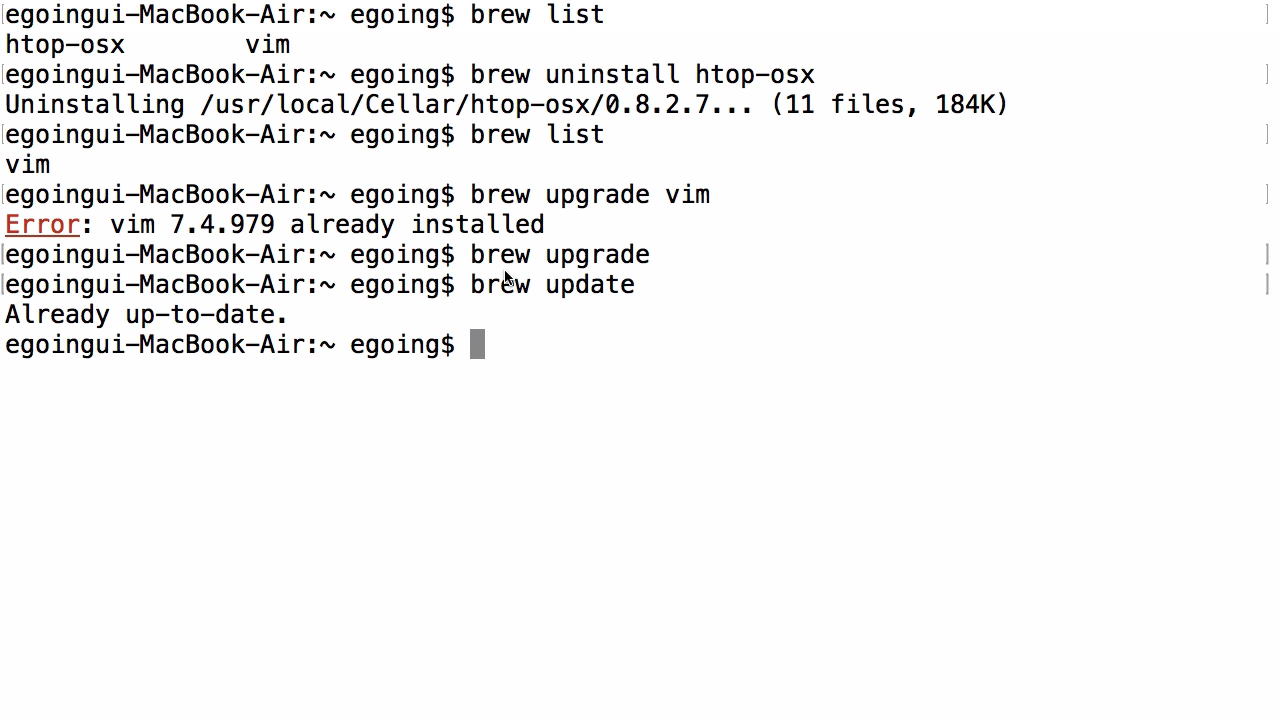 egoingui-MacBook-Air:~ egoing$ brew list
htop-osx        vim
egoingui-MacBook-Air:~ egoing$ brew uninstall htop-osx
Uninstalling /usr/local/Cellar/htop-osx/0.8.2.7... (11 files, 184K)
egoingui-MacBook-Air:~ egoing$ brew list
vim
egoingui-MacBook-Air:~ egoing$ brew upgrade vim
Error: vim 7.4.979 already installed
egoingui-MacBook-Air:~ egoing$ brew upgrade
egoingui-MacBook-Air:~ egoing$ brew update
Already up-to-date.
egoingui-MacBook-Air:~ egoing$